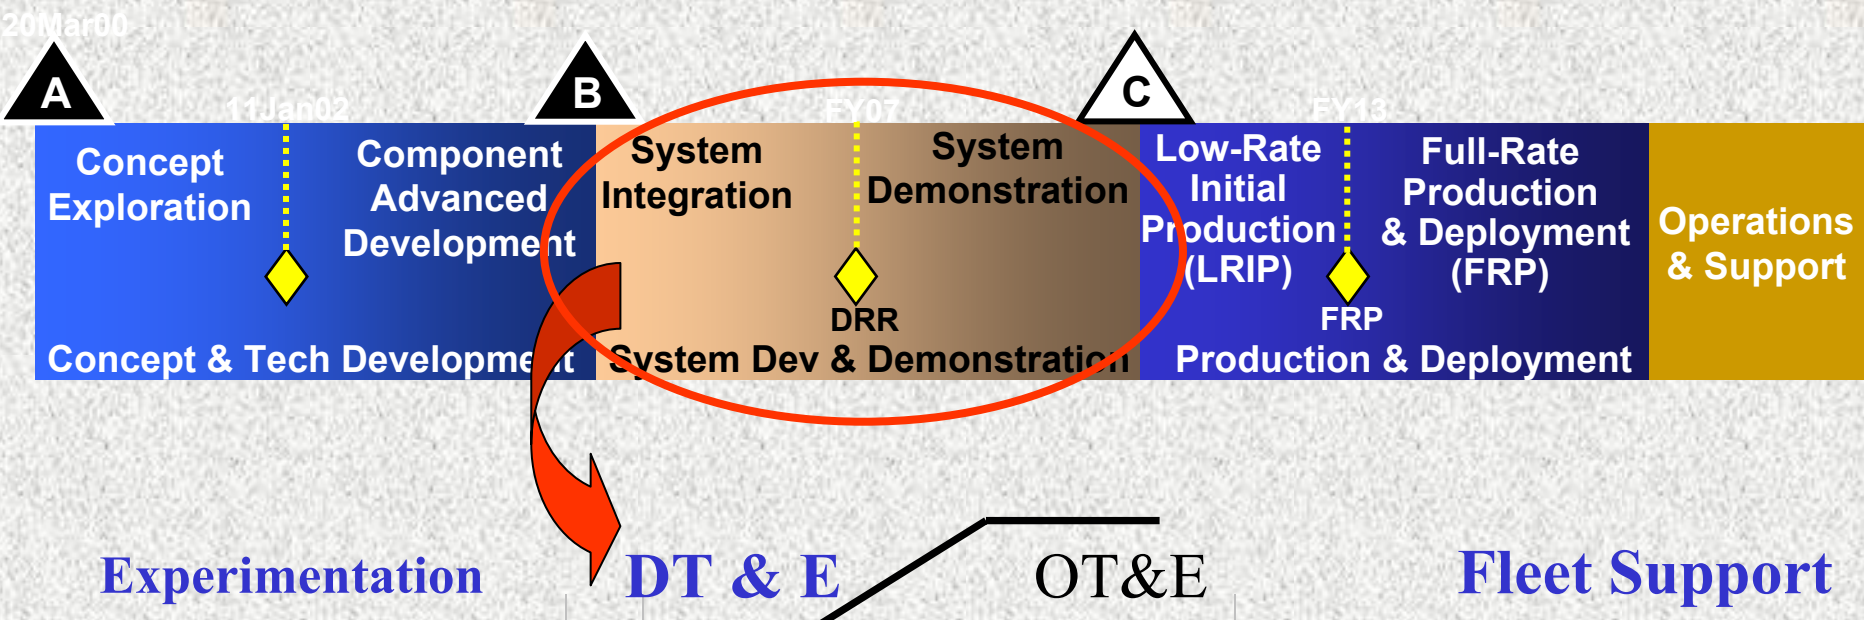 20Mar00
A
B
C
11Jan02
FY07
FY13
Concept
Exploration
Component
Advanced
Development
System
Integration
System
Demonstration
Low-Rate
Initial
Production
(LRIP)
Full-Rate
Production
& Deployment
(FRP)
Operations
& Support
DRR
FRP
Concept & Tech Development
System Dev & Demonstration
Production & Deployment
Experimentation
DT & E
OT&E
Fleet Support